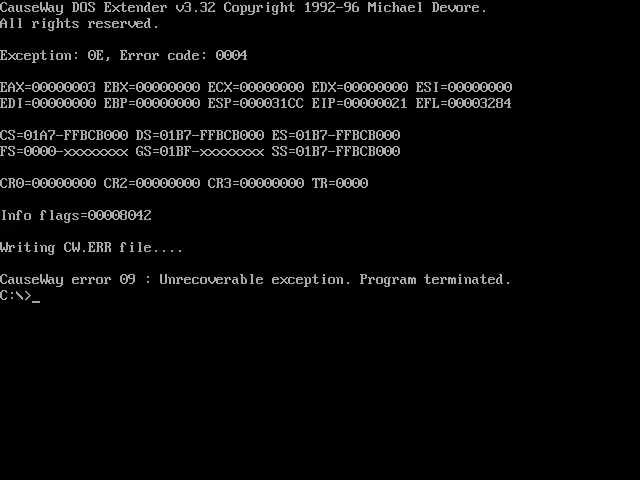 CauseWay DOS Extender v3.32 Copyright 1992-96 Michael Devore.
All rights reserved.
Exception: 0E, Error code: 0004
EAX=00000003 EBX=00000000 ECX=00000000 EDX=00000000 ESI=00000000
EDI=00000000 EBP=00000000 ESP=000031CC EIP=00000021 EFL=00003284
CS=01A7-FFBCB000 DS=01B7-FFBCB000 ES=01B7-FFBCB000
FS=0000-xxxxxxxx GS=01BF-xxxxxxxx SS=01B7-FFBCB000
CR0=00000000 CR2=00000000 CR3=00000000 TR=0000
Info flags=00008042
Writing CW.ERR file....
CauseWay error 09 : Unrecoverable exception. Program terminated.
C:\>_